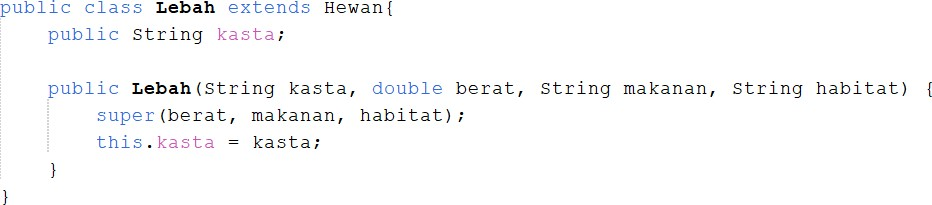 public class Lebah extends Hewan{
public String kasta;
public Lebah(String kasta, double berat, String makanan, String habitat) {
super(berat, makanan, habitat);
this.kasta = kasta;
}
}